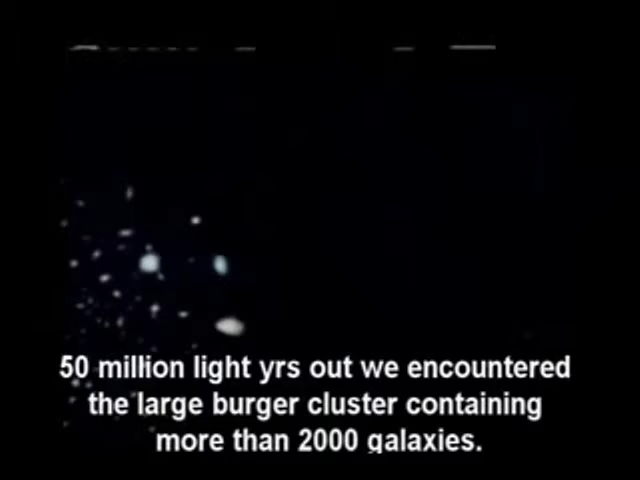 50 million light yrs out we encountered
the large burger cluster containing
more than 2000 galaxies.